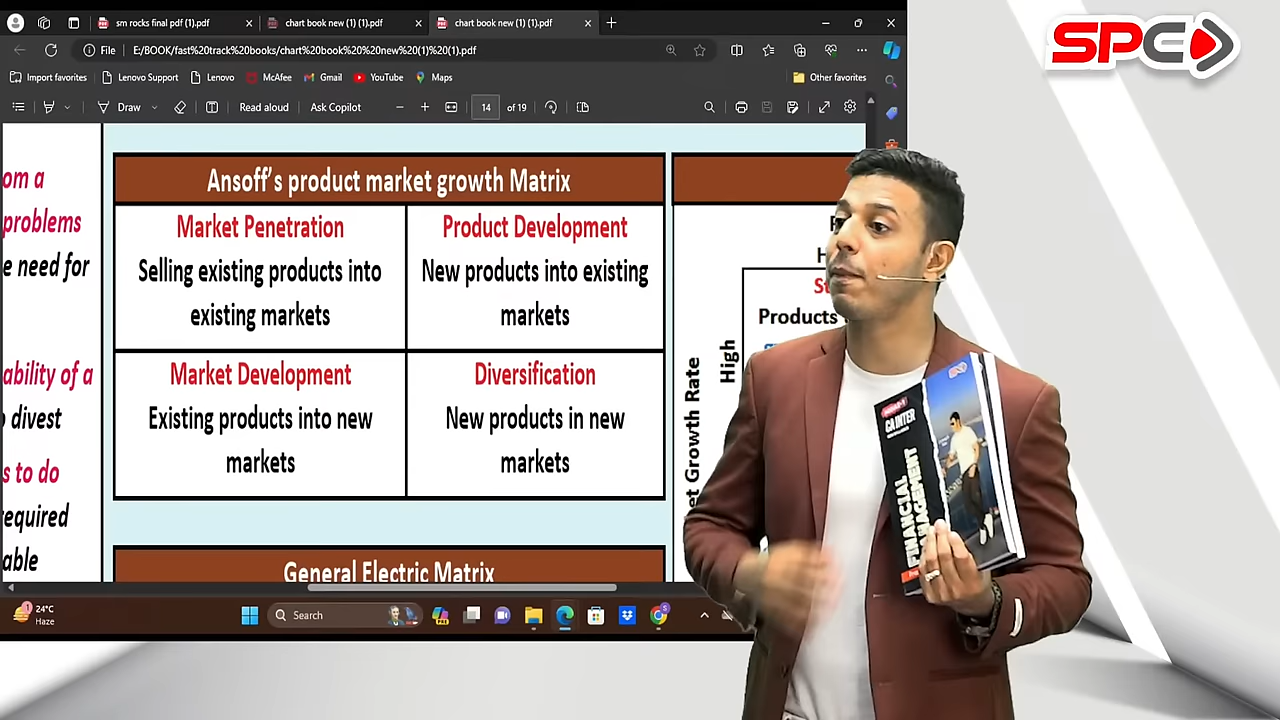 sm rocks final pdf (1).pdf
chart book new (1) (1).pdf
chart book new (1) (1).pdf
File
E:/BOOK/fast%20track%20books/chart%20book%20new%20(1)%20(1).pdf
Import favorites
Lenovo Support
Lenovo
McAfee
Gmail
YouTube
Maps
Other favorites
Draw
Read aloud
Ask Copilot
14
of 19
SPC
om a
problems
e need for
ability of a
divest
s to do
required
able
Ansoff's product market growth Matrix
Market Penetration
Selling existing products into
existing markets
Product Development
New products into existing
markets
Market Development
Existing products into new
markets
Diversification
New products in new
markets
General Electric Matrix
H
St
Products
High
et Growth Rate
CA INTER
FINANCIAL
MANAGEMENT
24°C
Haze
Search